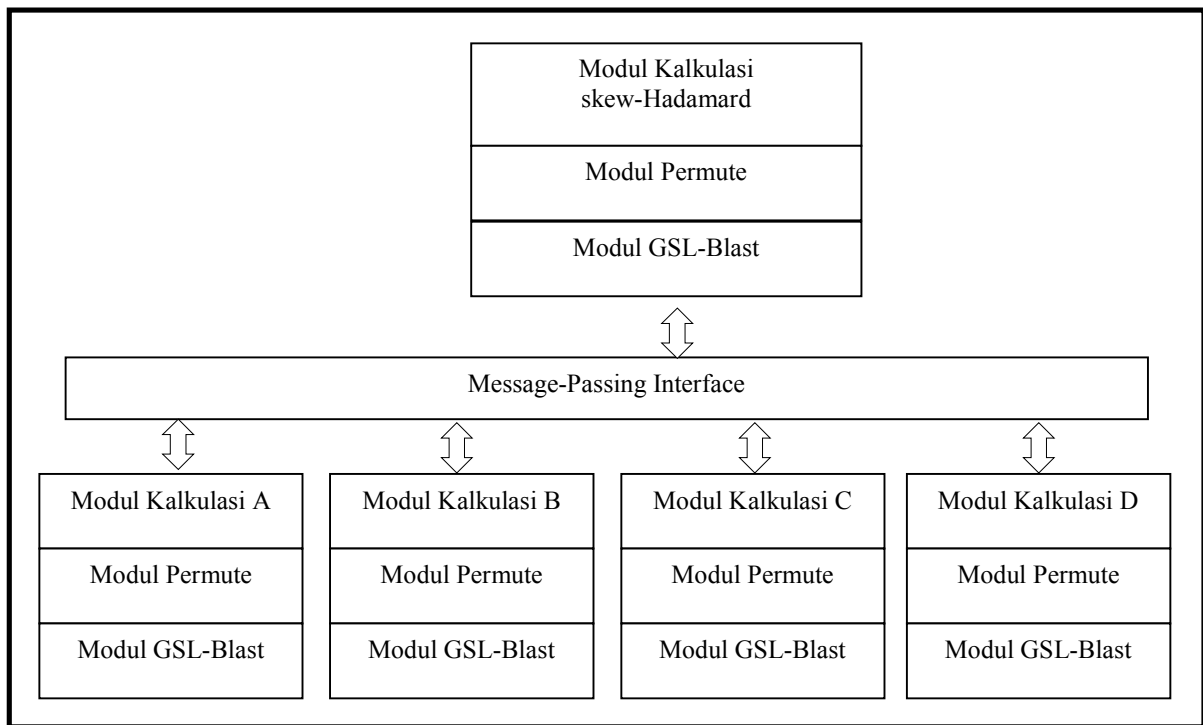 Modul Kalkulasi
skew-Hadamard
Modul Permute
Modul GSL-Blast
Message-Passing Interface
Modul Kalkulasi A
Modul Permute
Modul GSL-Blast
Modul Kalkulasi B
Modul Permute
Modul GSL-Blast
Modul Kalkulasi C
Modul Permute
Modul GSL-Blast
Modul Kalkulasi D
Modul Permute
Modul GSL-Blast